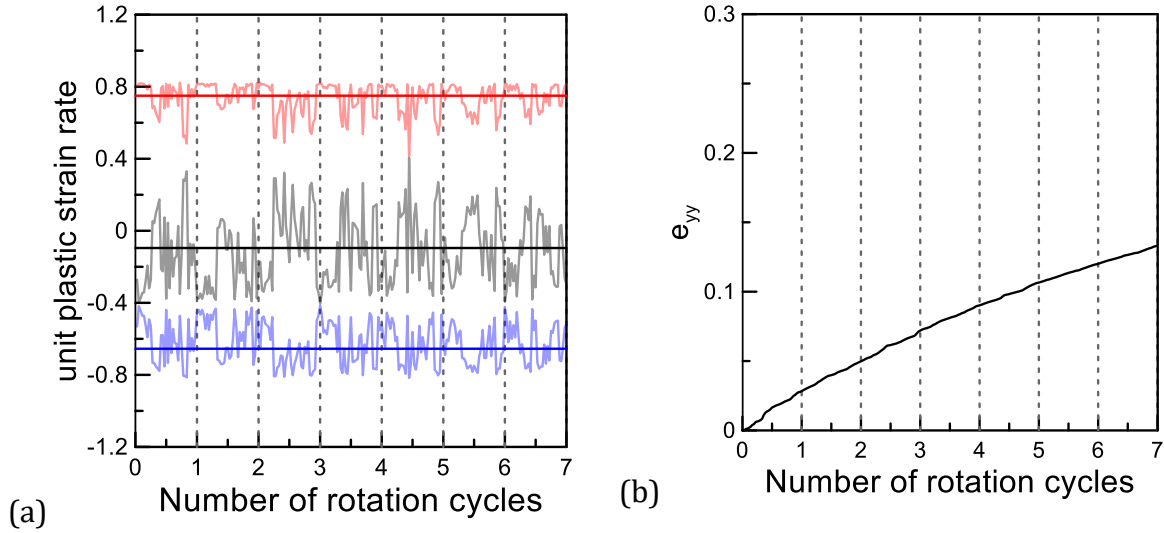 1.2
0.8
0.4
0
-0.4
-0.8
-1.2
unit plastic strain rate
0 1 2 3 4 5 6 7
Number of rotation cycles
(a)
0.3
0.2
0.1
0
e_yy
0 1 2 3 4 5 6 7
Number of rotation cycles
(b)